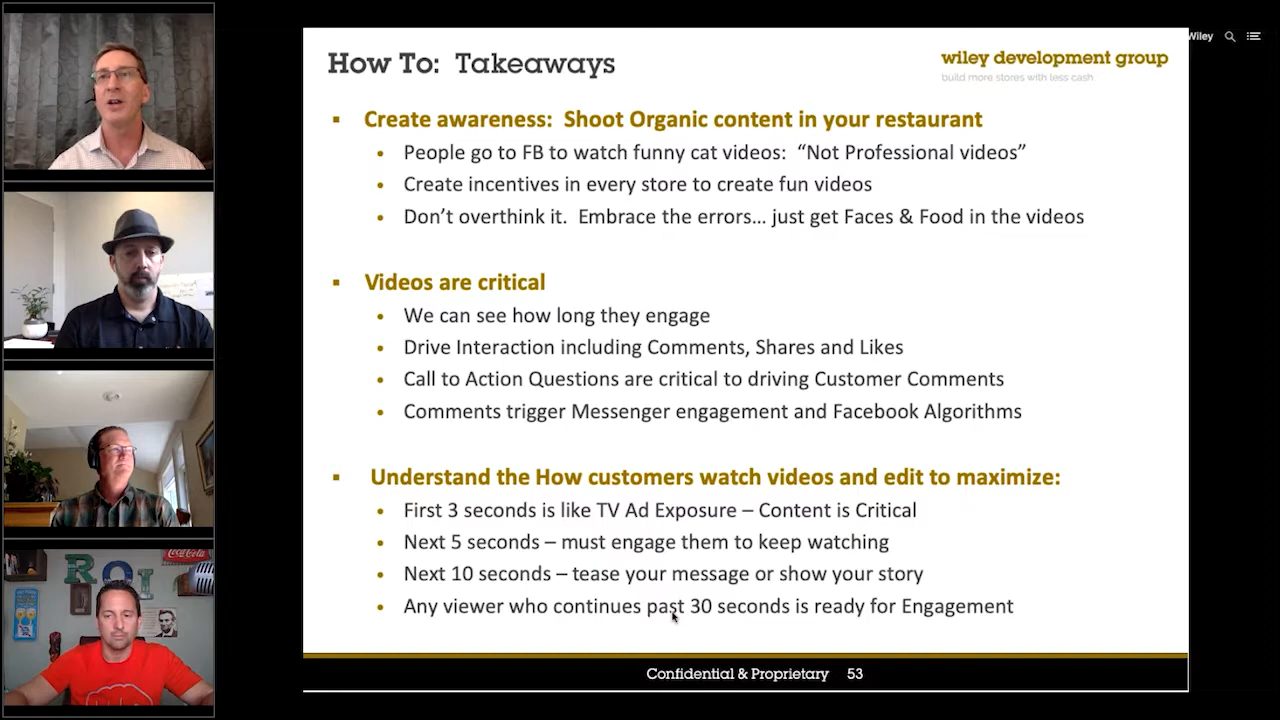 Wiley
How To: Takeaways
wiley development group
build more stores with less cash
Create awareness: Shoot Organic content in your restaurant
People go to FB to watch funny cat videos: “Not Professional videos”
Create incentives in every store to create fun videos
Don’t overthink it. Embrace the errors… just get Faces & Food in the videos
Videos are critical
We can see how long they engage
Drive Interaction including Comments, Shares and Likes
Call to Action Questions are critical to driving Customer Comments
Comments trigger Messenger engagement and Facebook Algorithms
Understand the How customers watch videos and edit to maximize:
First 3 seconds is like TV Ad Exposure – Content is Critical
Next 5 seconds – must engage them to keep watching
Next 10 seconds – tease your message or show your story
Any viewer who continues past 30 seconds is ready for Engagement
Confidential & Proprietary 53
ROI
Coca-Cola